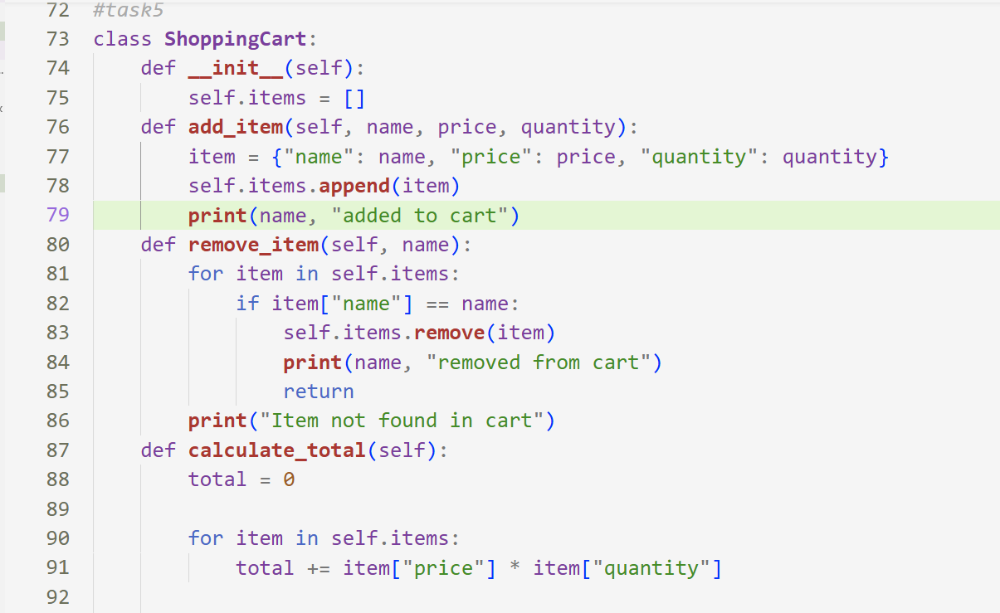 72 #task5
73 class ShoppingCart:
74     def __init__(self):
75         self.items = []
76     def add_item(self, name, price, quantity):
77         item = {"name": name, "price": price, "quantity": quantity}
78         self.items.append(item)
79         print(name, "added to cart")
80     def remove_item(self, name):
81         for item in self.items:
82             if item["name"] == name:
83                 self.items.remove(item)
84                 print(name, "removed from cart")
85                 return
86         print("Item not found in cart")
87     def calculate_total(self):
88         total = 0
89
90         for item in self.items:
91             total += item["price"] * item["quantity"]
92